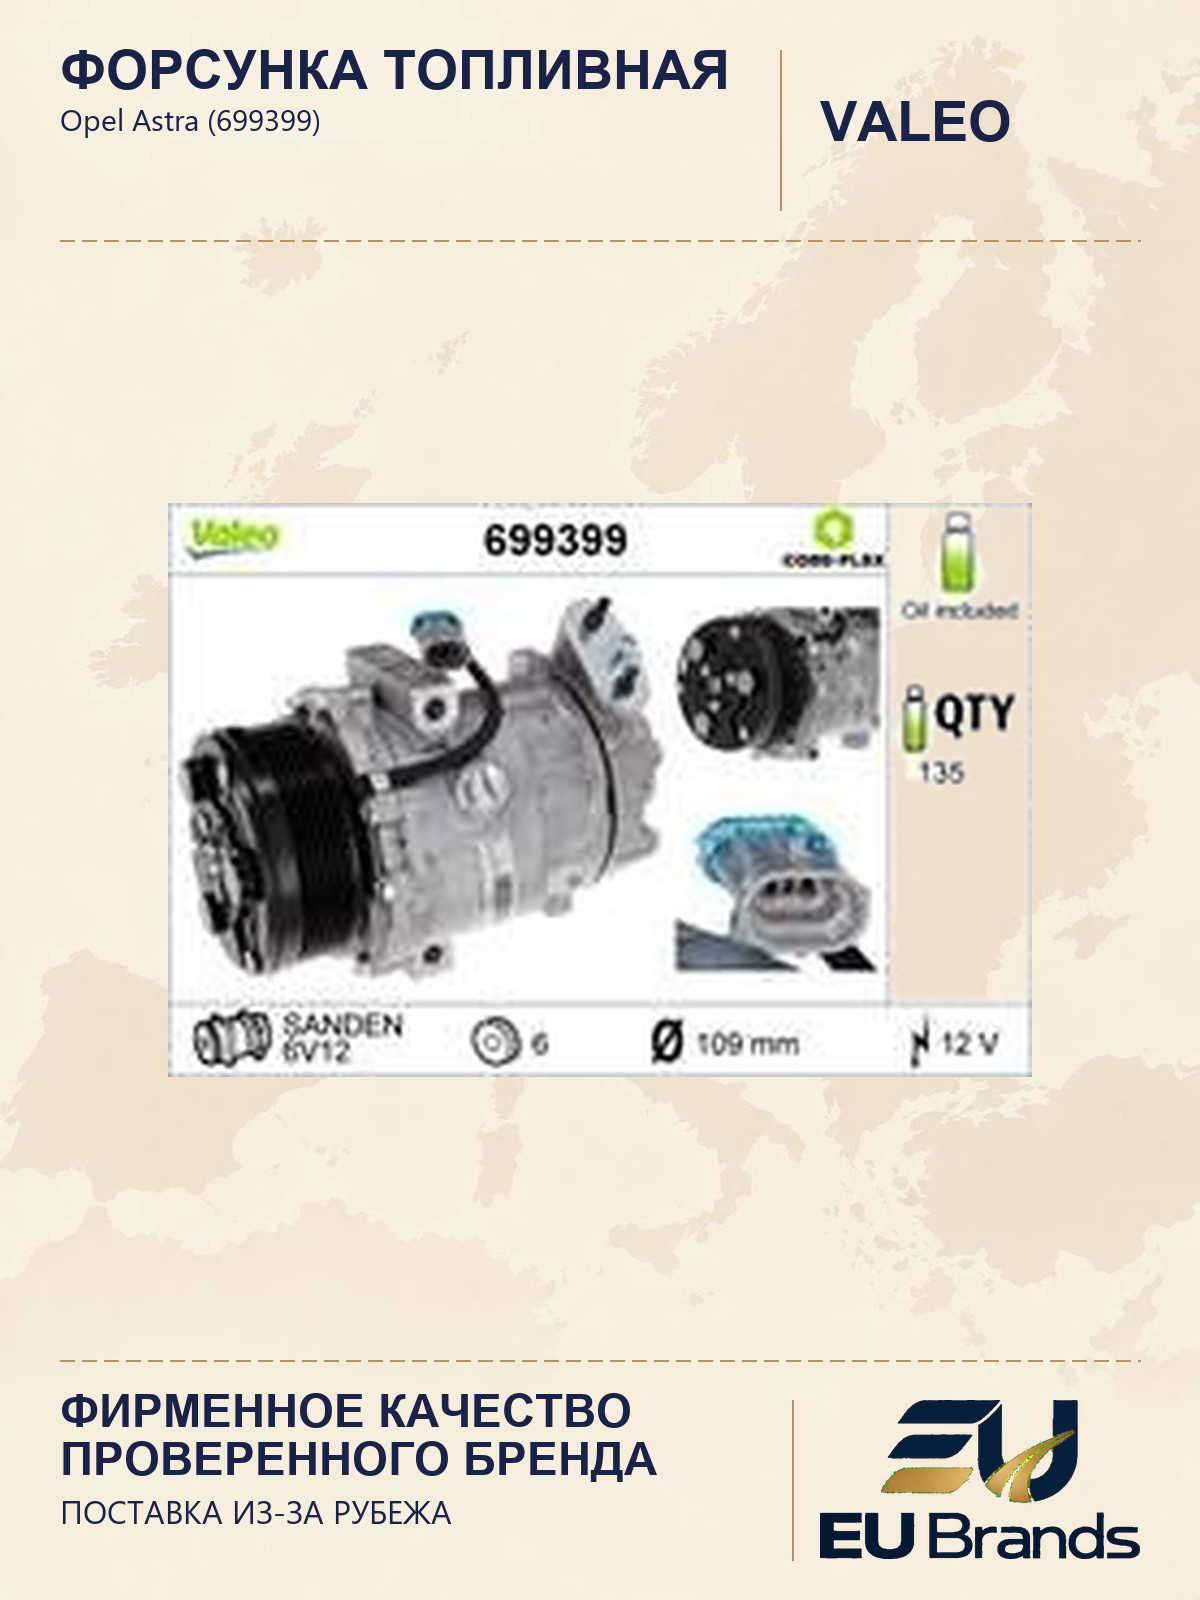 ФОРСУНКА ТОПЛИВНАЯ
Opel Astra (699399)
VALEO
Valeo
699399
Oil included
QTY
135
SANDEN
6V12
6
109 mm
12 V
ФИРМЕННОЕ КАЧЕСТВО
ПРОВЕРЕННОГО БРЕНДА
ПОСТАВКА ИЗ-ЗА РУБЕЖА
EU
EU Brands